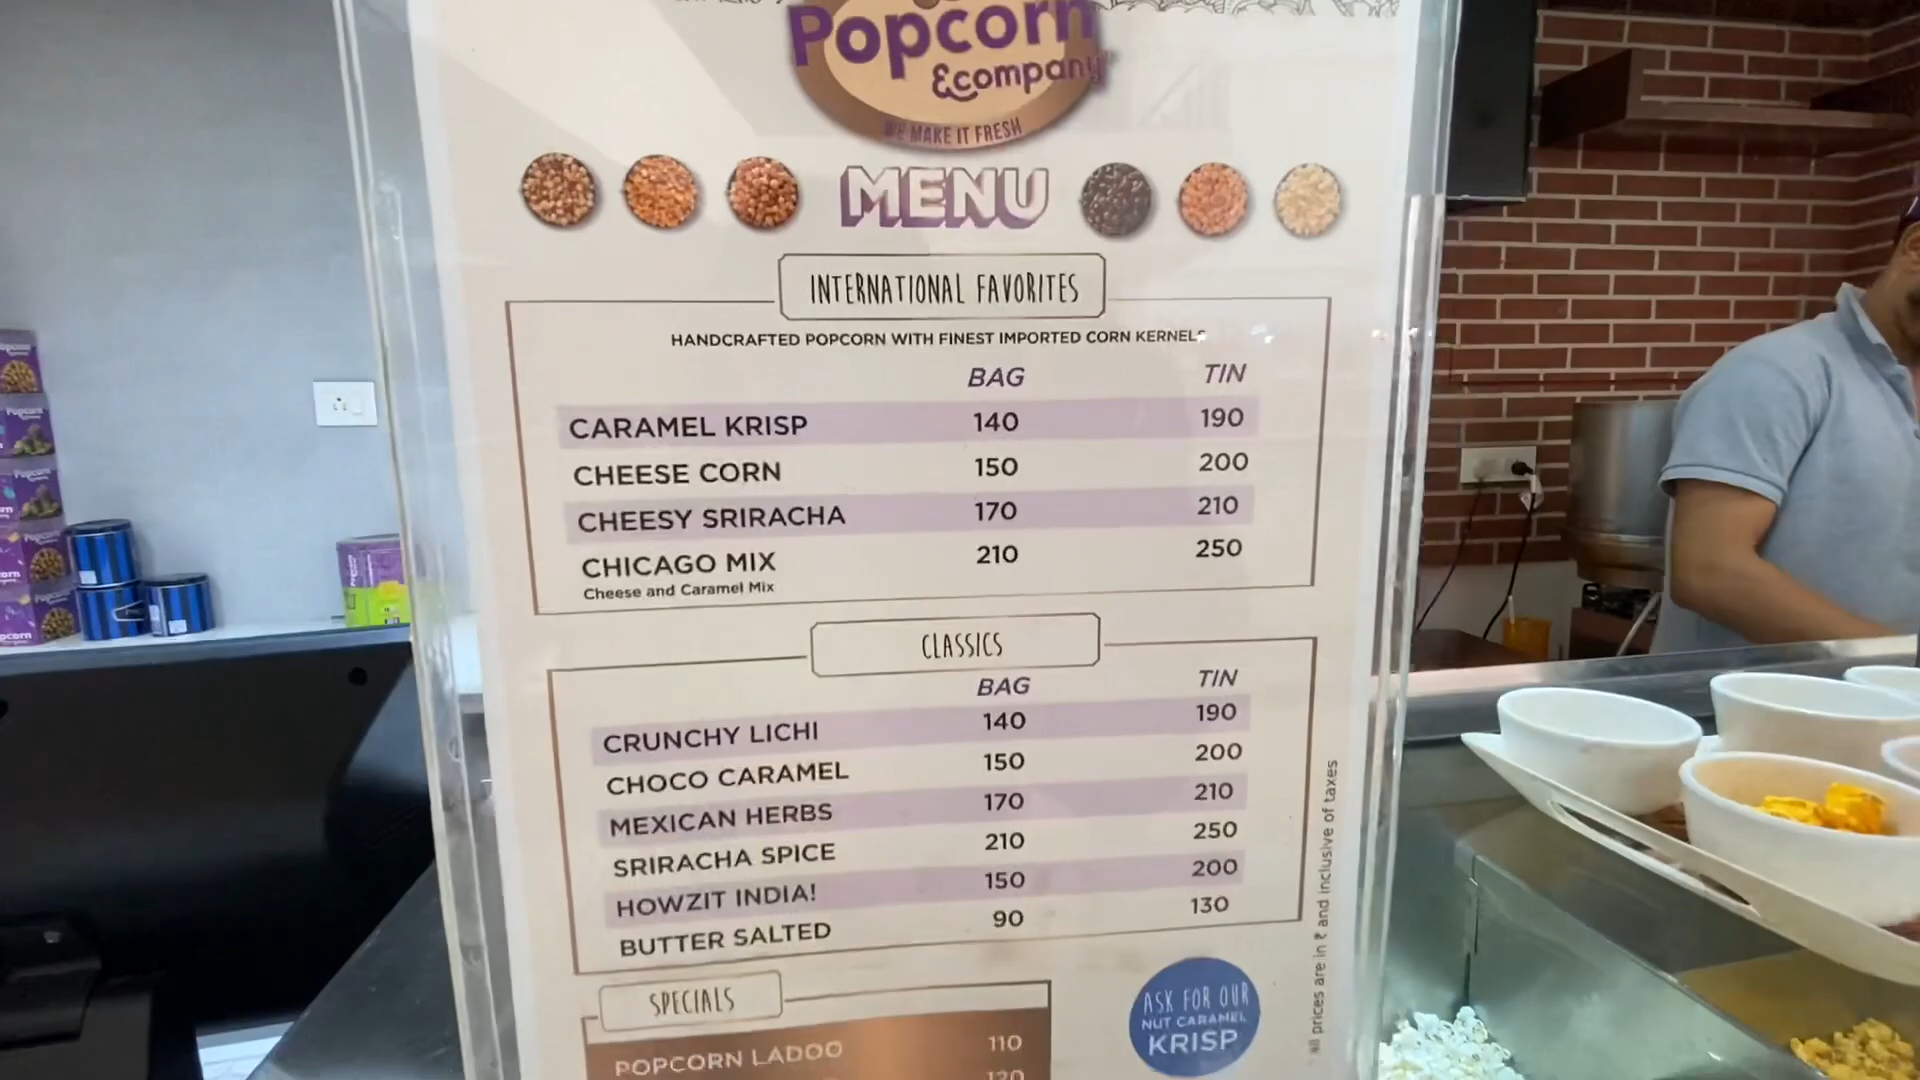 Popcorn
&company
WE MAKE IT FRESH
MENU
INTERNATIONAL FAVORITES
HANDCRAFTED POPCORN WITH FINEST IMPORTED CORN KERNELS
BAG TIN
CARAMEL KRISP 140 190
CHEESE CORN 150 200
CHEESY SRIRACHA 170 210
CHICAGO MIX 210 250
Cheese and Caramel Mix
CLASSICS
BAG TIN
CRUNCHY LICHI 140 190
CHOCO CARAMEL 150 200
MEXICAN HERBS 170 210
SRIRACHA SPICE 210 250
HOWZIT INDIA! 150 200
BUTTER SALTED 90 130
SPECIALS
POPCORN LADOO 110
120
ASK FOR OUR
NUT CARAMEL
KRISP
All prices are in ₹ and inclusive of taxes